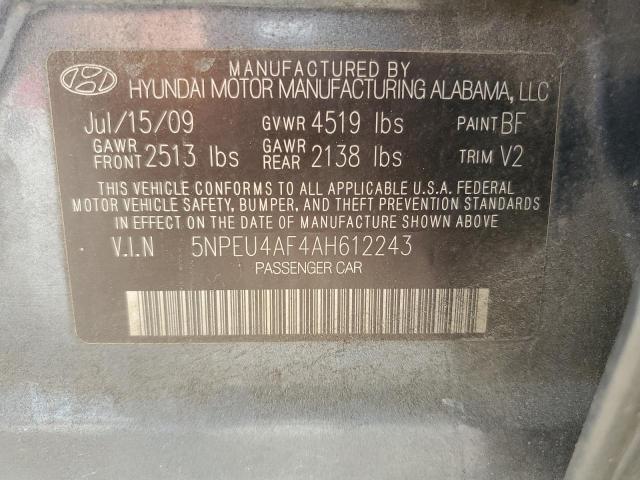 MANUFACTURED BY
HYUNDAI MOTOR MANUFACTURING ALABAMA, LLC
Jul/15/09 GVWR 4519 lbs PAINT BF
GAWR FRONT 2513 lbs GAWR REAR 2138 lbs TRIM V2
THIS VEHICLE CONFORMS TO ALL APPLICABLE U.S.A. FEDERAL
MOTOR VEHICLE SAFETY, BUMPER, AND THEFT PREVENTION STANDARDS
IN EFFECT ON THE DATE OF MANUFACTURE SHOWN ABOVE
V.I.N 5NPEU4AF4AH612243
PASSENGER CAR